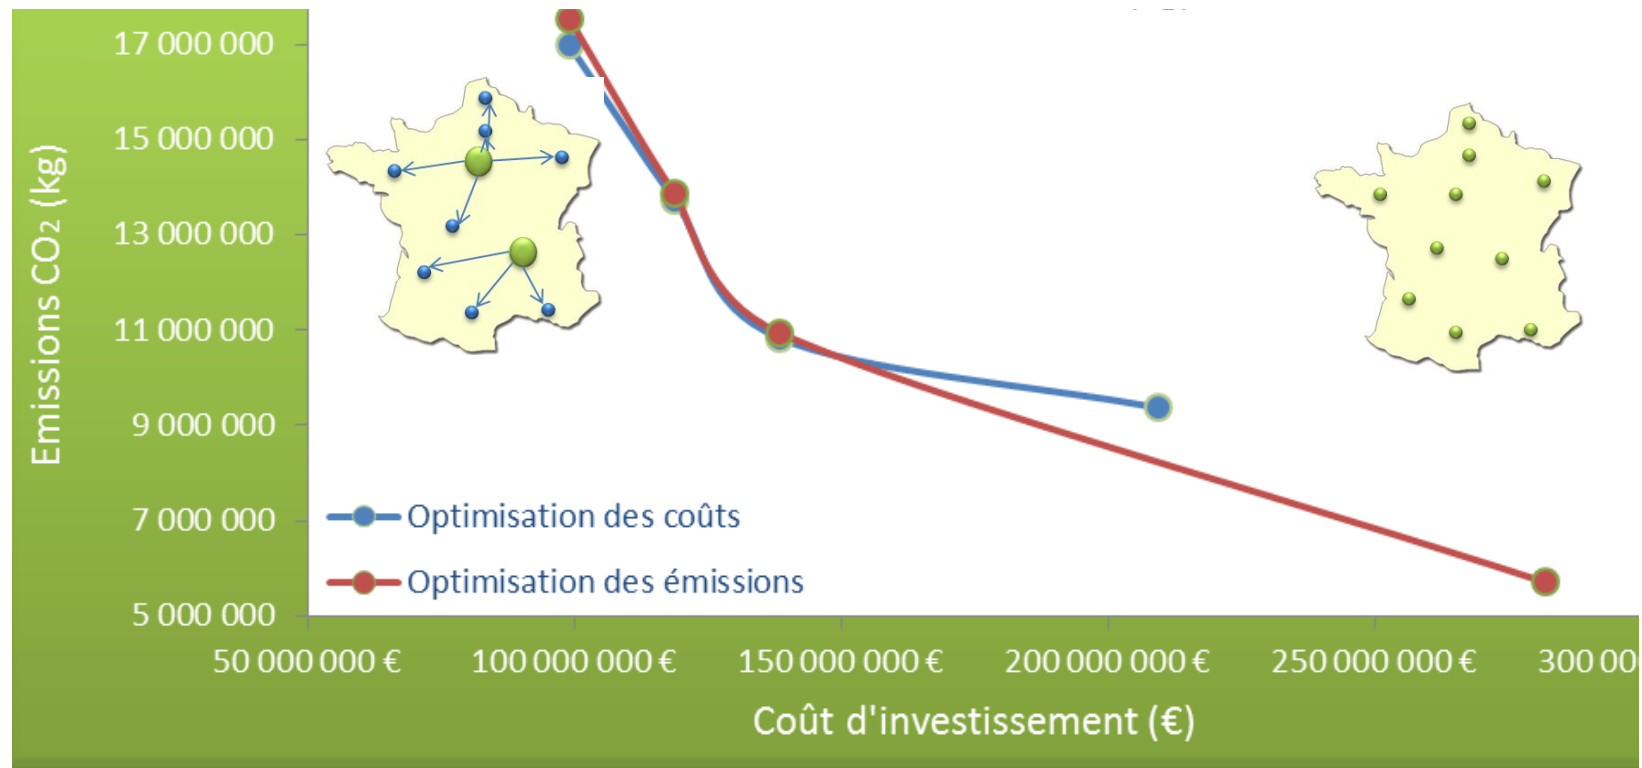 17 000 000
15 000 000
13 000 000
11 000 000
9 000 000
7 000 000
5 000 000
Emissions CO₂ (kg)
Optimisation des coûts
Optimisation des émissions
50 000 000 € 100 000 000 € 150 000 000 € 200 000 000 € 250 000 000 € 300 00
Coût d'investissement (€)